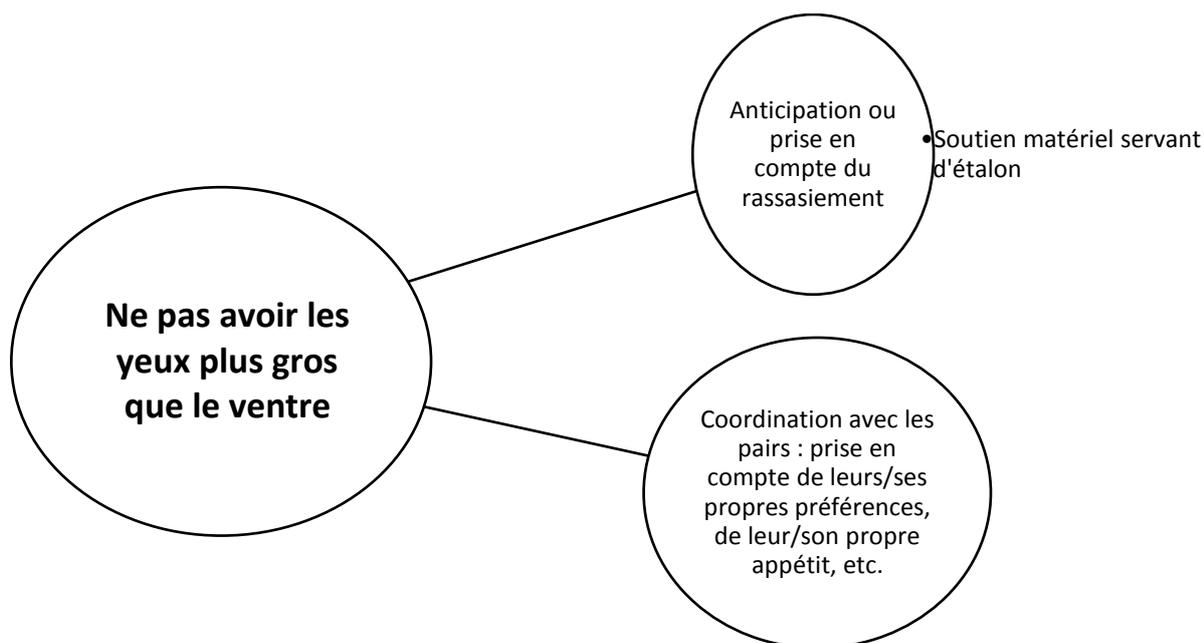 Anticipation ou
prise en
compte du
rassasiement
•Soutien matériel servant
d'étalon
Ne pas avoir les
yeux plus gros
que le ventre
Coordination avec les
pairs : prise en
compte de leurs/ses
propres préférences,
de leur/son propre
appétit, etc.